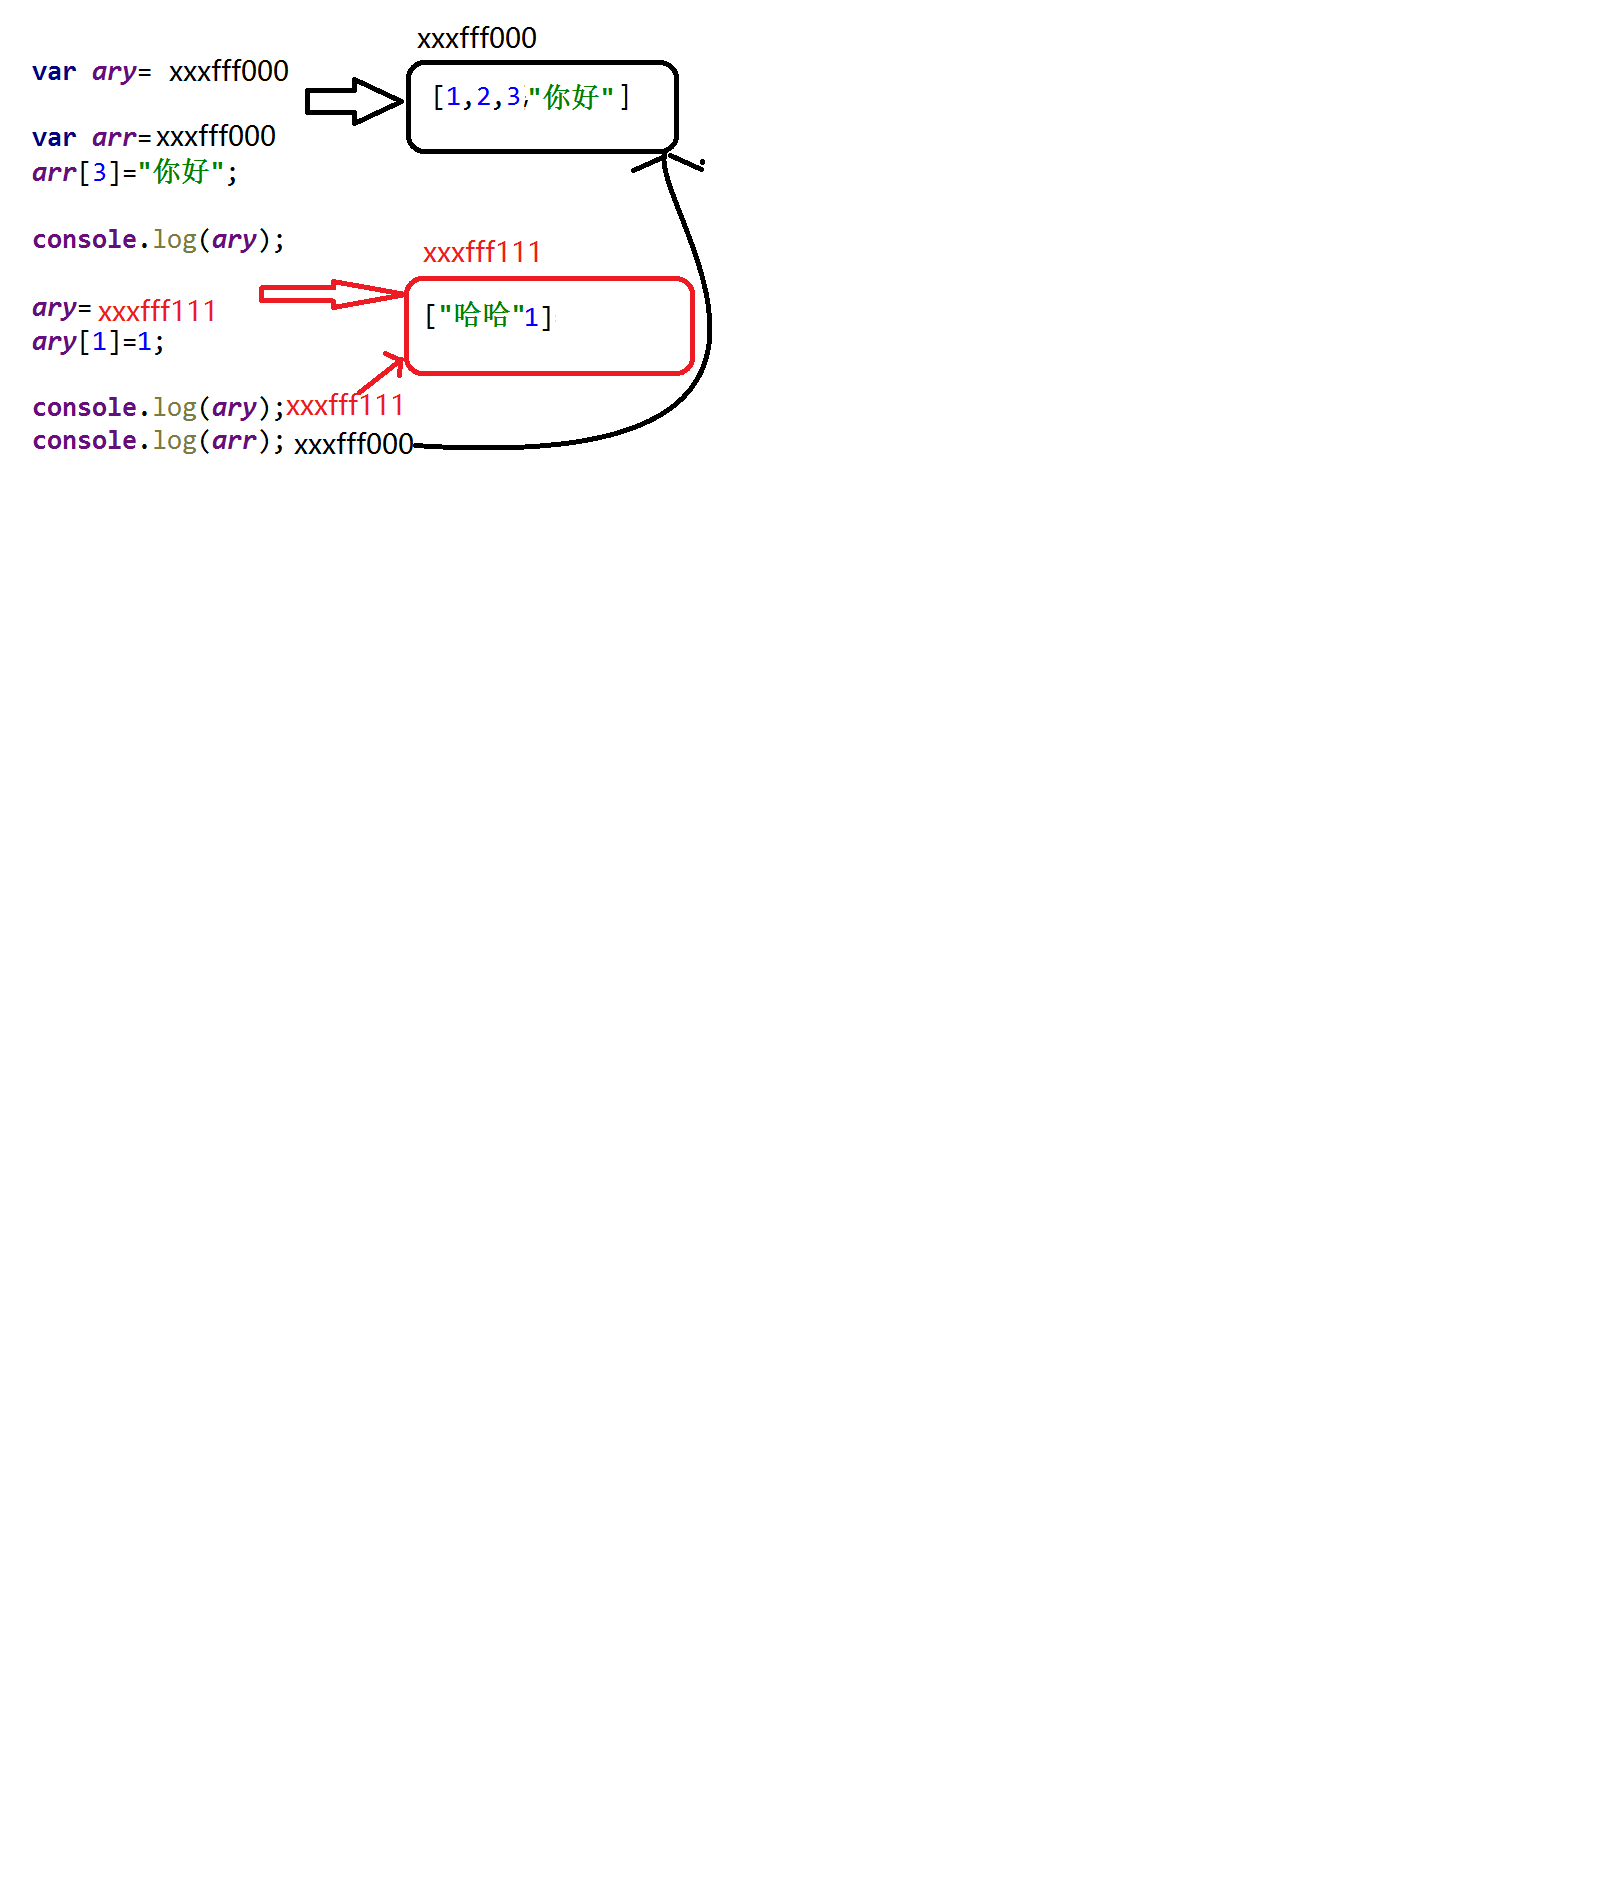 xxxfff000
var ary= xxxfff000
[1,2,3,"你好"]
var arr=xxxfff000
arr[3]="你好";
console.log(ary);
xxxfff111
ary=xxxfff111
["哈哈"1]
ary[1]=1;
console.log(ary);xxxfff111
console.log(arr); xxxfff000